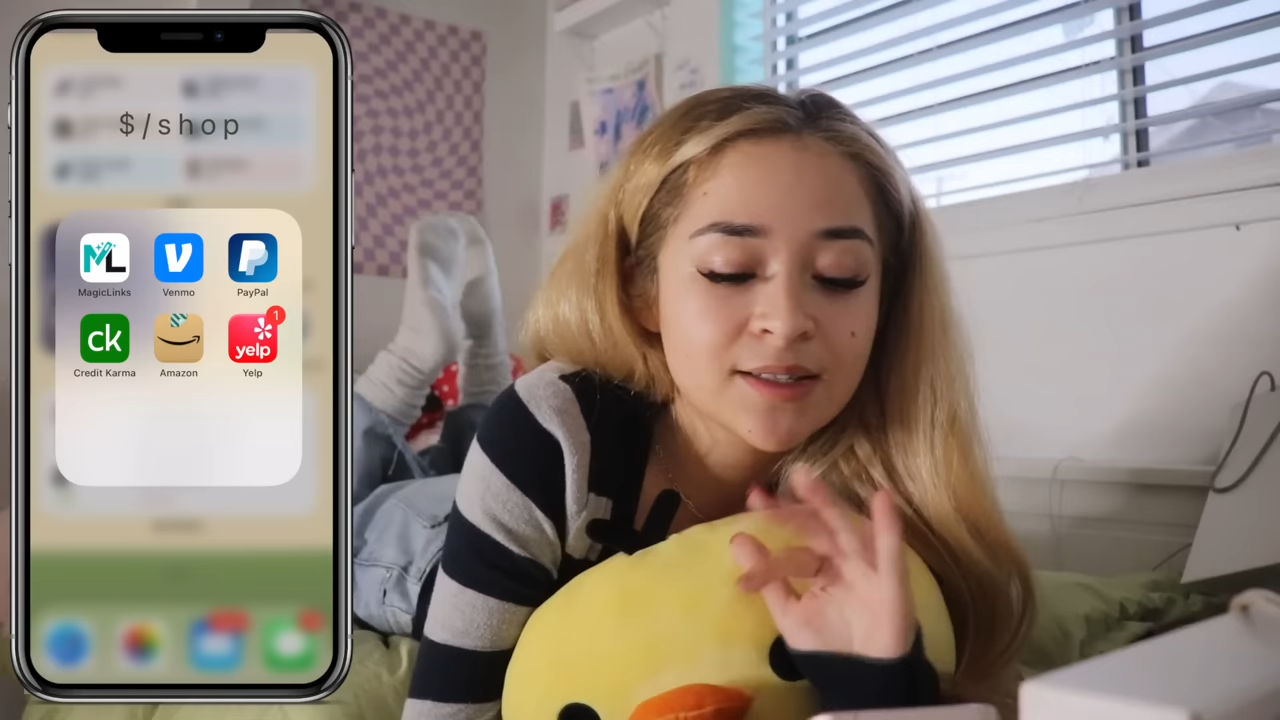 $/shop
ML
MagicLinks
Venmo
PayPal
ck
1
yelp
Credit Karma
Amazon
Yelp